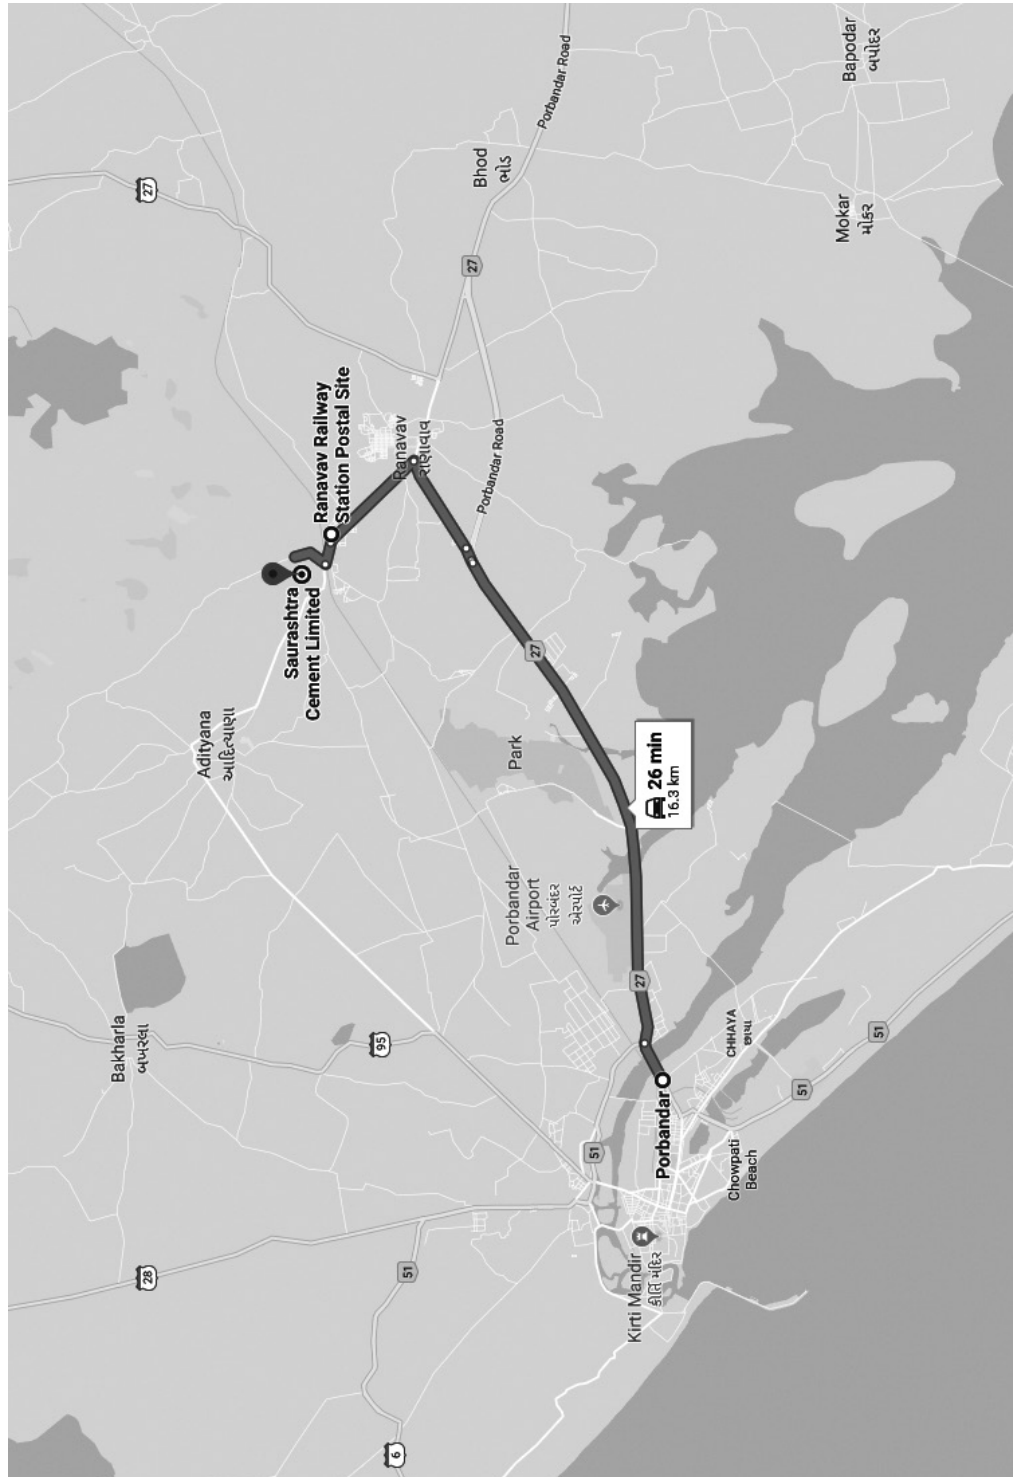 27
Porbandar Road
Bapodar
બાપોદર
Bhod
ભોડ
Mokar
મોકર
27
Ranavav Railway
Station Postal Site
Ranavav
રાણાવાવ
Porbandar Road
Saurashtra
Cement Limited
27
Adityana
આદિત્યાણા
Park
26 min
16.3 km
Porbandar
Airport
પોરબંદર
એરપોર્ટ
27
Bakharla
બખરલા
95
CHHAYA
છાયા
51
51
Porbandar
51
Chowpati
Beach
Kirti Mandir
કીર્તિ મંદિર
28
51
6